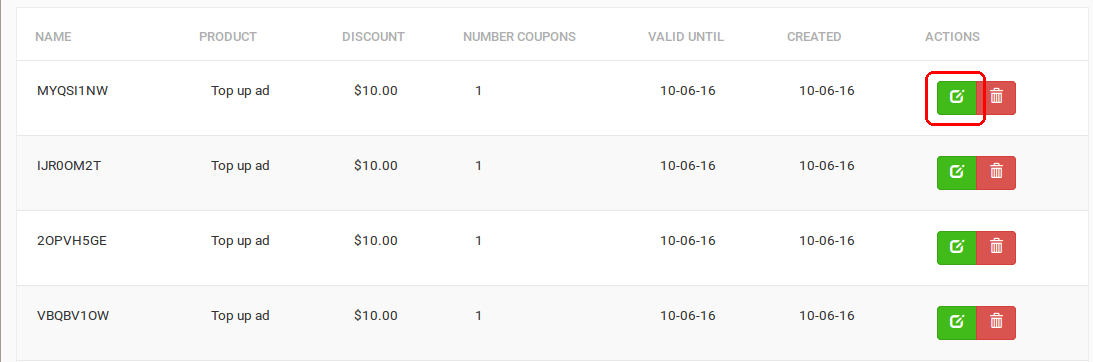 NAME PRODUCT DISCOUNT NUMBER COUPONS VALID UNTIL CREATED ACTIONS
MYQSI1NW Top up ad $10.00 1 10-06-16 10-06-16
IJR0OM2T Top up ad $10.00 1 10-06-16 10-06-16
2OPVH5GE Top up ad $10.00 1 10-06-16 10-06-16
VBQBV1OW Top up ad $10.00 1 10-06-16 10-06-16